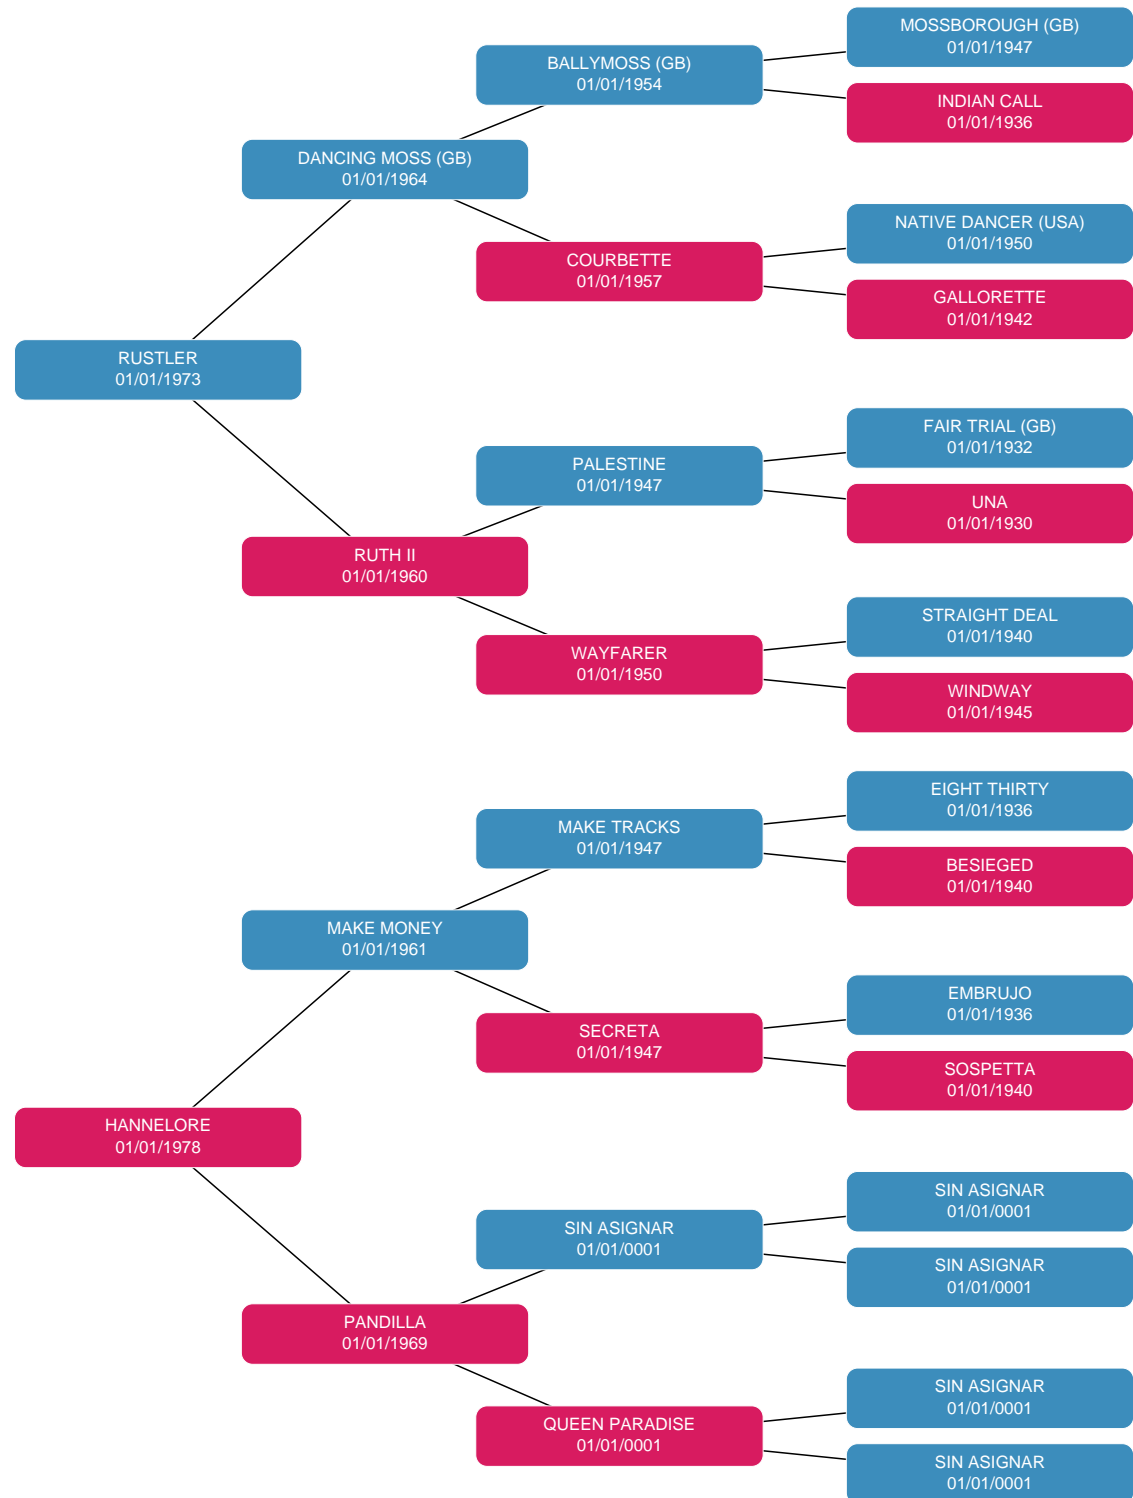 MOSSBOROUGH (GB)
01/01/1947
BALLYMOSS (GB)
01/01/1954
INDIAN CALL
01/01/1936
DANCING MOSS (GB)
01/01/1964
NATIVE DANCER (USA)
01/01/1950
COURBETTE
01/01/1957
GALLORETTE
01/01/1942
RUSTLER
01/01/1973
FAIR TRIAL (GB)
01/01/1932
PALESTINE
01/01/1947
UNA
01/01/1930
RUTH II
01/01/1960
STRAIGHT DEAL
01/01/1940
WAYFARER
01/01/1950
WINDWAY
01/01/1945
EIGHT THIRTY
01/01/1936
MAKE TRACKS
01/01/1947
BESIEGED
01/01/1940
MAKE MONEY
01/01/1961
EMBRUJO
01/01/1936
SECRETA
01/01/1947
SOSPETTA
01/01/1940
HANNELORE
01/01/1978
SIN ASIGNAR
01/01/0001
SIN ASIGNAR
01/01/0001
SIN ASIGNAR
01/01/0001
PANDILLA
01/01/1969
SIN ASIGNAR
01/01/0001
QUEEN PARADISE
01/01/0001
SIN ASIGNAR
01/01/0001